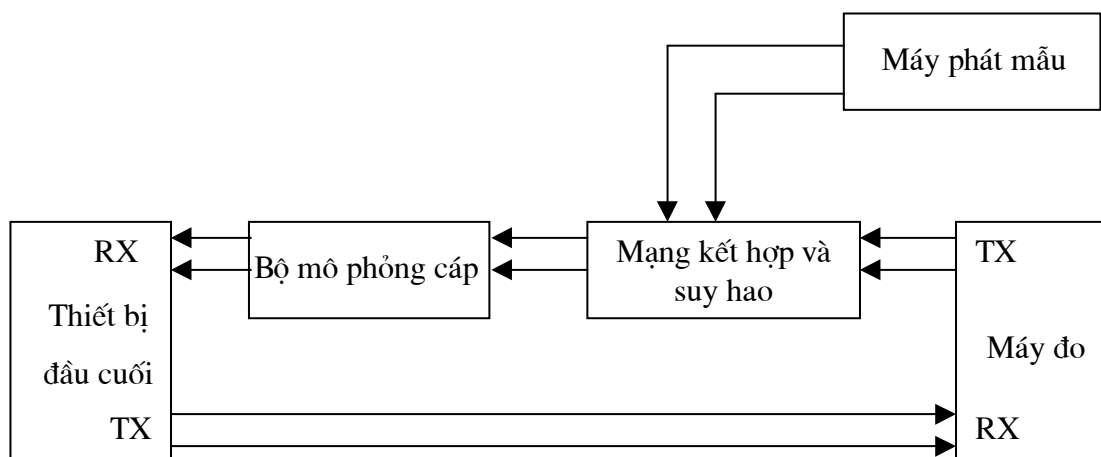 Máy phát mẫu
RX
Thiết bị
đầu cuối
TX
Bộ mô phỏng cáp
Mạng kết hợp và
suy hao
TX
Máy đo
RX